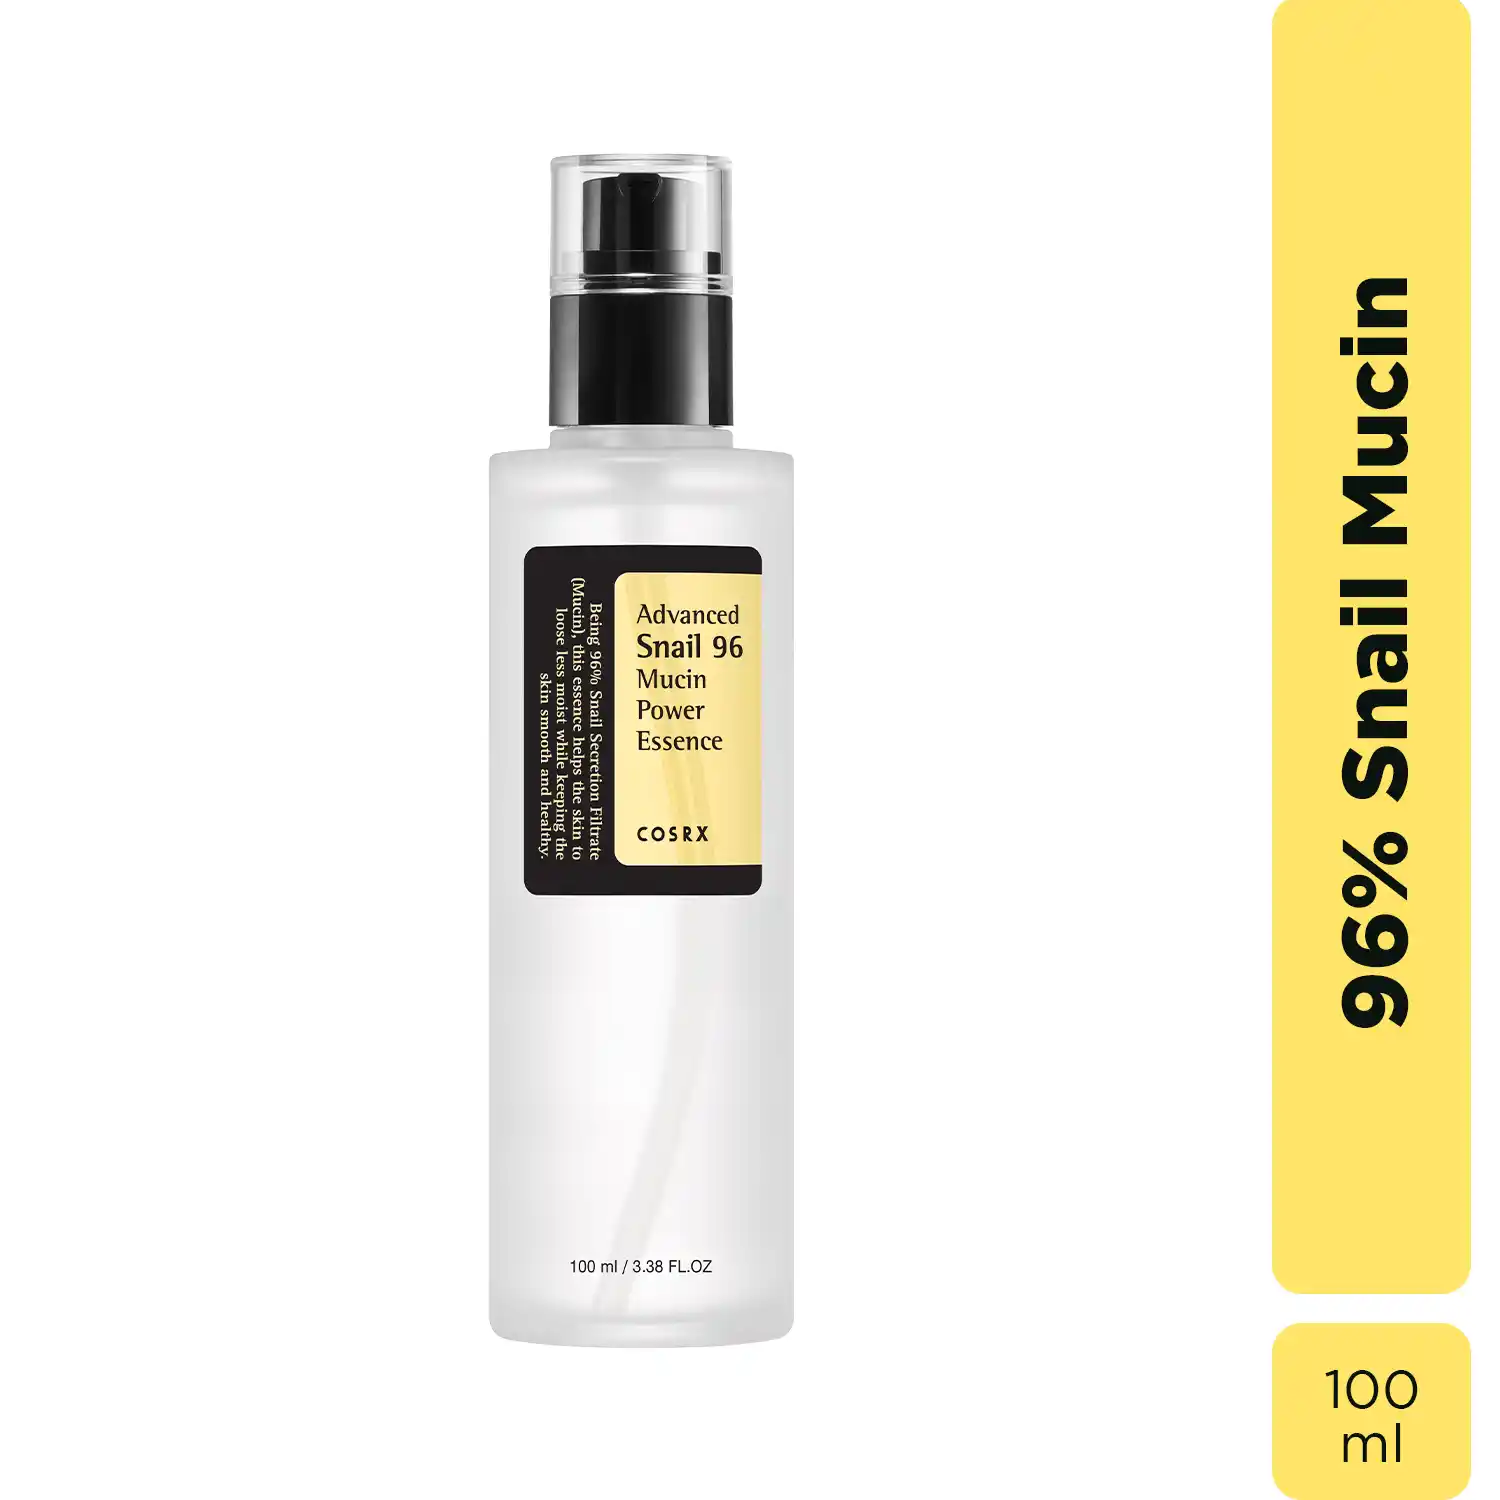 Advanced
Snail 96
Mucin
Power
Essence
COSRX
Being 96% Snail Secretion Filtrate
(Mucin), this essence helps the skin to
loose less moist while keeping the
skin smooth and healthy.
100 ml / 3.38 FL.OZ
96% Snail Mucin
100
ml